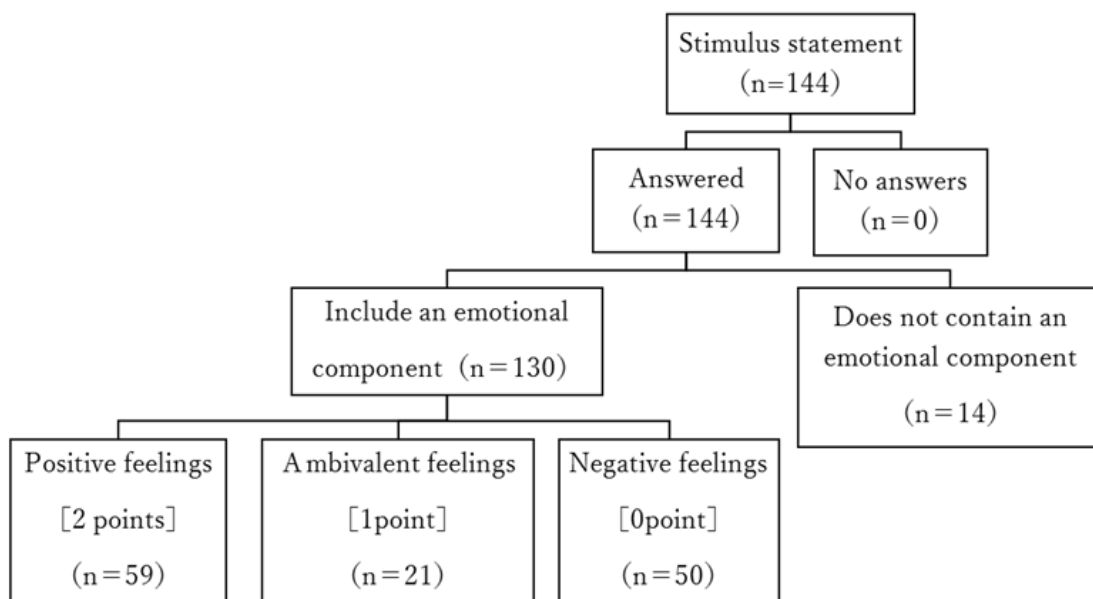 Stimulus statement
(n=144)
Answered
(n=144)
No answers
(n=0)
Include an emotional
component (n=130)
Does not contain an
emotional component
(n=14)
Positive feelings
[2 points]
(n=59)
Ambivalent feelings
[1point]
(n=21)
Negative feelings
[0point]
(n=50)